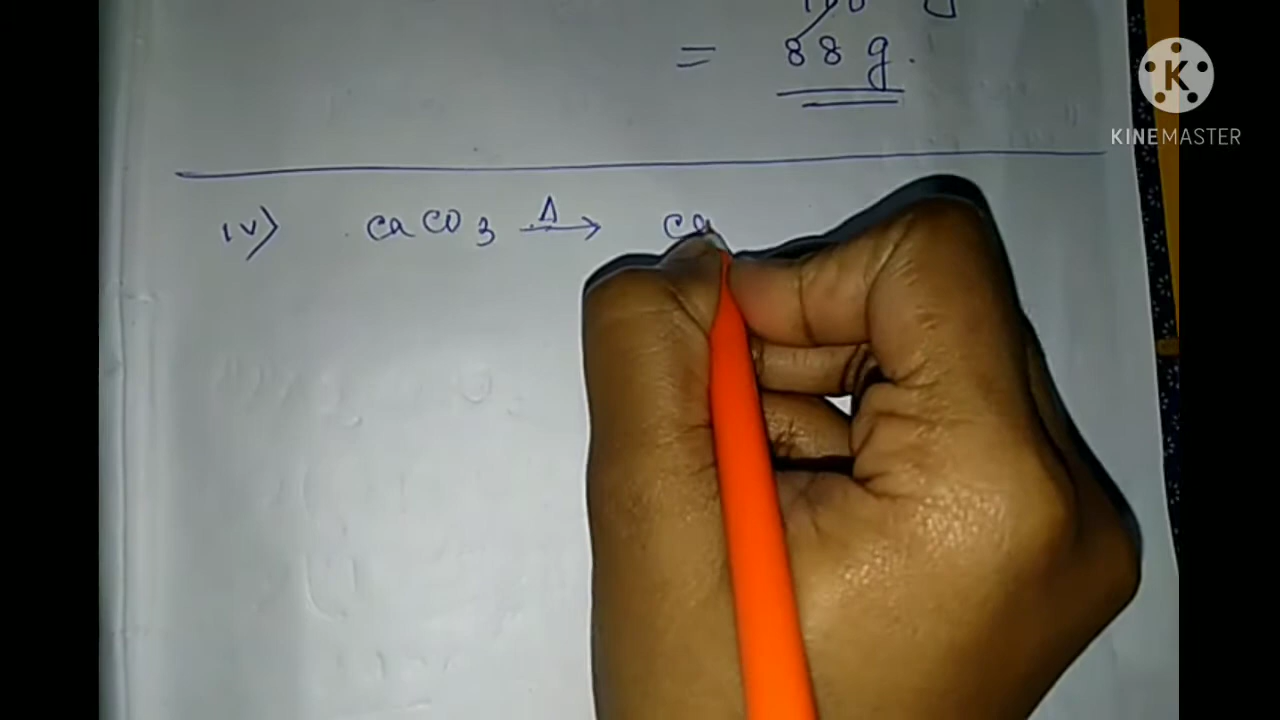 = 88 g.
K
KINEMASTER
iv) CaCO3 Δ→ Ca